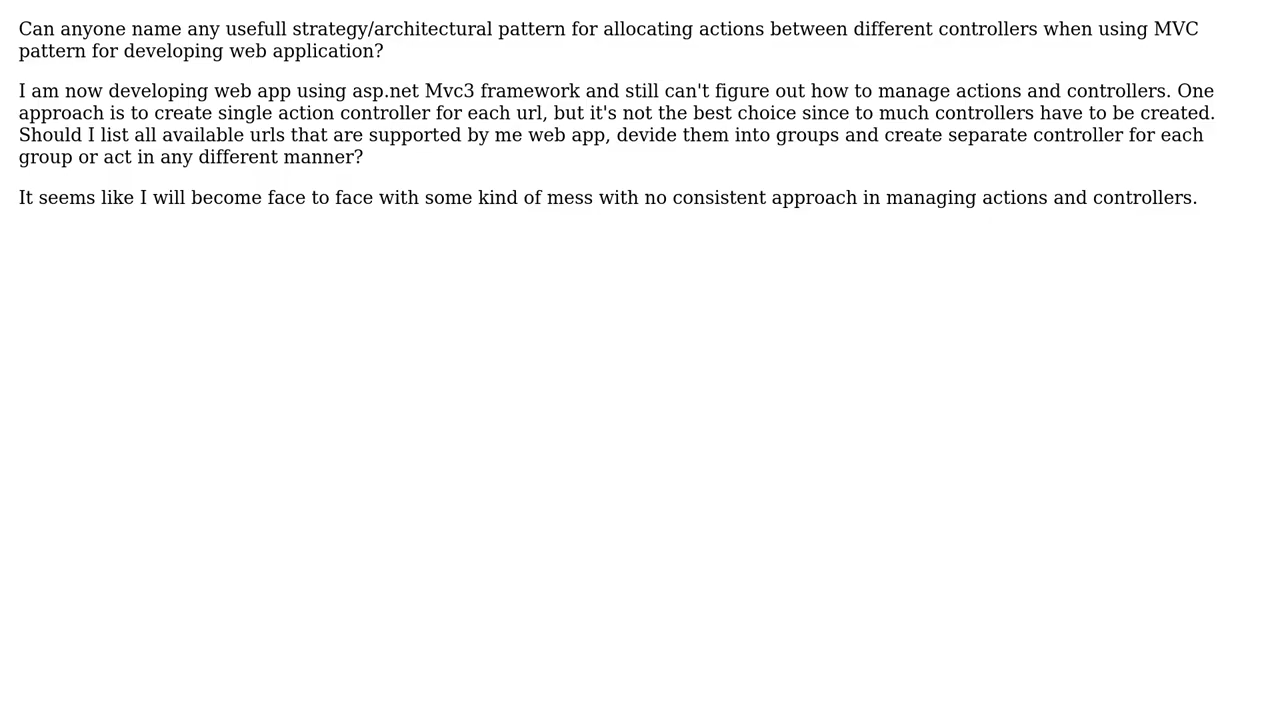 Can anyone name any usefull strategy/architectural pattern for allocating actions between different controllers when using MVC
pattern for developing web application?
I am now developing web app using asp.net Mvc3 framework and still can't figure out how to manage actions and controllers. One
approach is to create single action controller for each url, but it's not the best choice since to much controllers have to be created.
Should I list all available urls that are supported by me web app, devide them into groups and create separate controller for each
group or act in any different manner?
It seems like I will become face to face with some kind of mess with no consistent approach in managing actions and controllers.